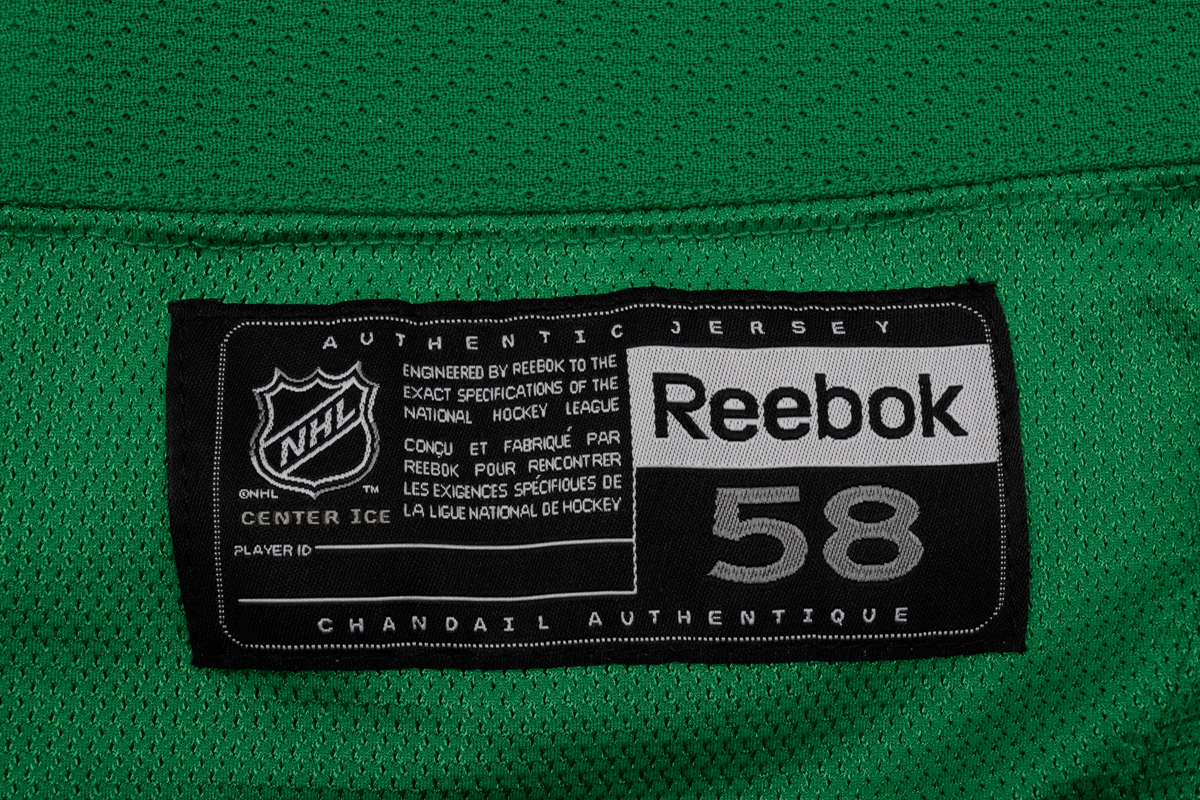 AUTHENTIC JERSEY
NHL
©NHL TM
CENTER ICE
ENGINEERED BY REEBOK TO THE
EXACT SPECIFICATIONS OF THE
NATIONAL HOCKEY LEAGUE
CONÇU ET FABRIQUÉ PAR
REEBOK POUR RENCONTRER
LES EXIGENCES SPÉCIFIQUES DE
LA LIGUE NATIONAL DE HOCKEY
Reebok
58
PLAYER ID
CHANDAIL AUTHENTIQUE